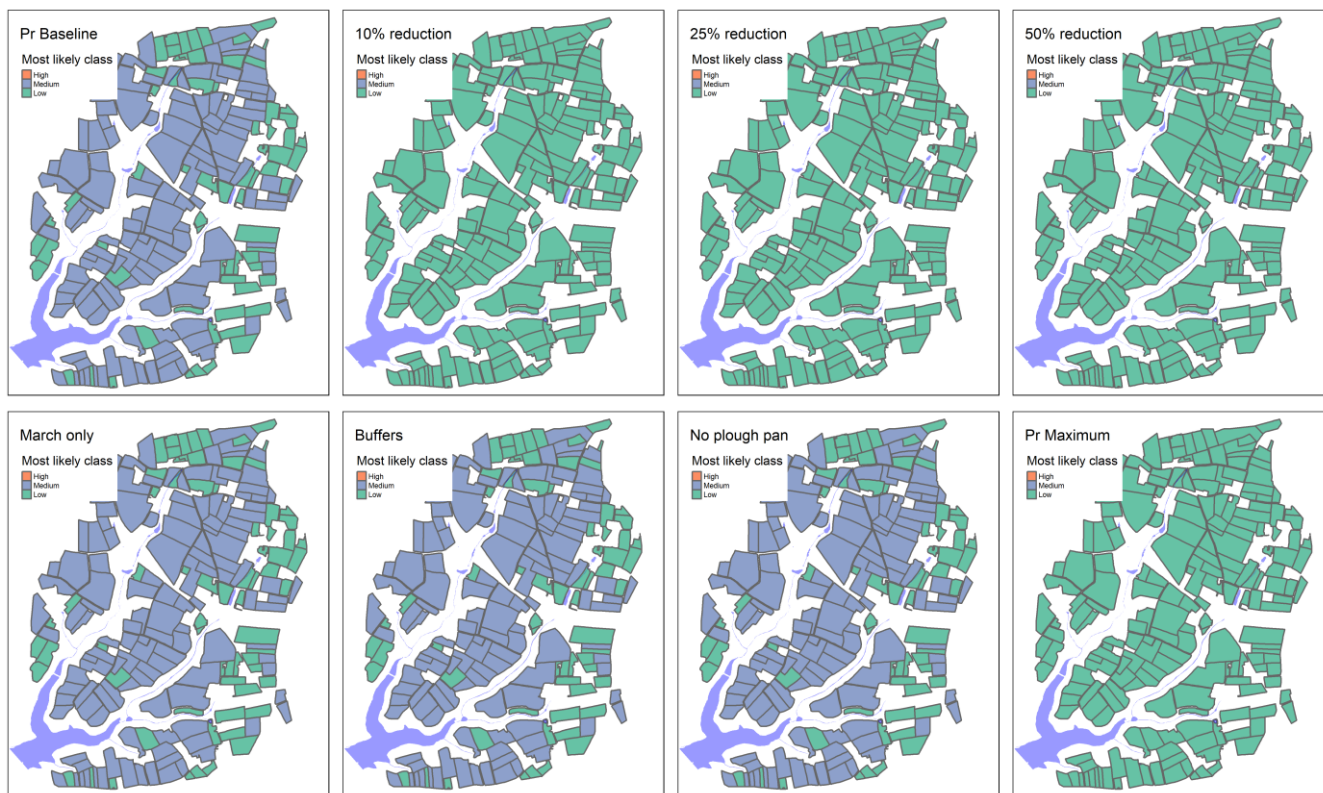 Pr Baseline
Most likely class
High
Medium
Low
10% reduction
Most likely class
High
Medium
Low
25% reduction
Most likely class
High
Medium
Low
50% reduction
Most likely class
High
Medium
Low
March only
Most likely class
High
Medium
Low
Buffers
Most likely class
High
Medium
Low
No plough pan
Most likely class
High
Medium
Low
Pr Maximum
Most likely class
High
Medium
Low